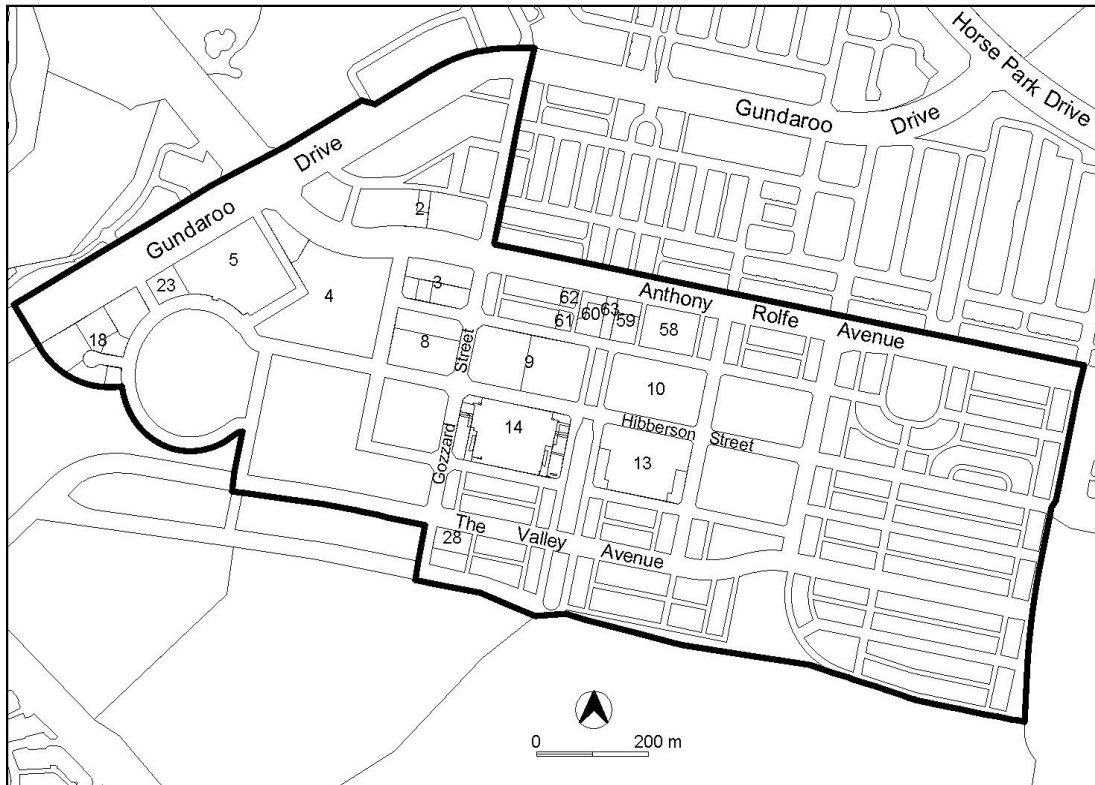 Horse Park Drive
Gundaroo Drive
Gundaroo Drive
2
5
23
4
3
18
8
Street
Gozzard
62
61
60
63
59
58
Anthony Rolfe Avenue
9
10
14
Hibberson Street
13
28
The Valley Avenue
0 200 m